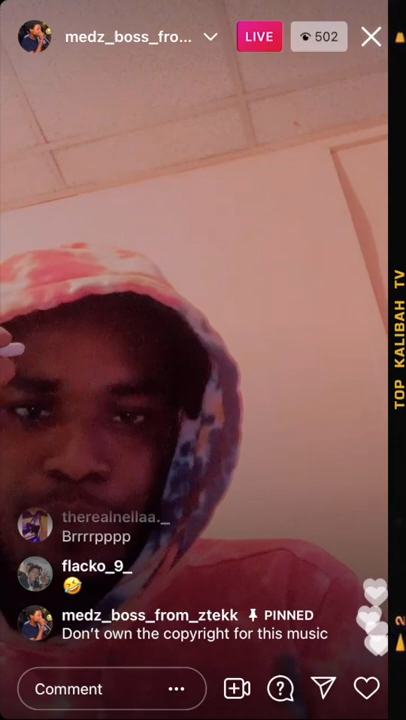 medz_boss_fro...
LIVE
502
therealnellaa._
Brrrrpppp
flacko_9_
🤣
medz_boss_from_ztekk PINNED
Don't own the copyright for this music
Comment
TOP KALIBAH TV
2